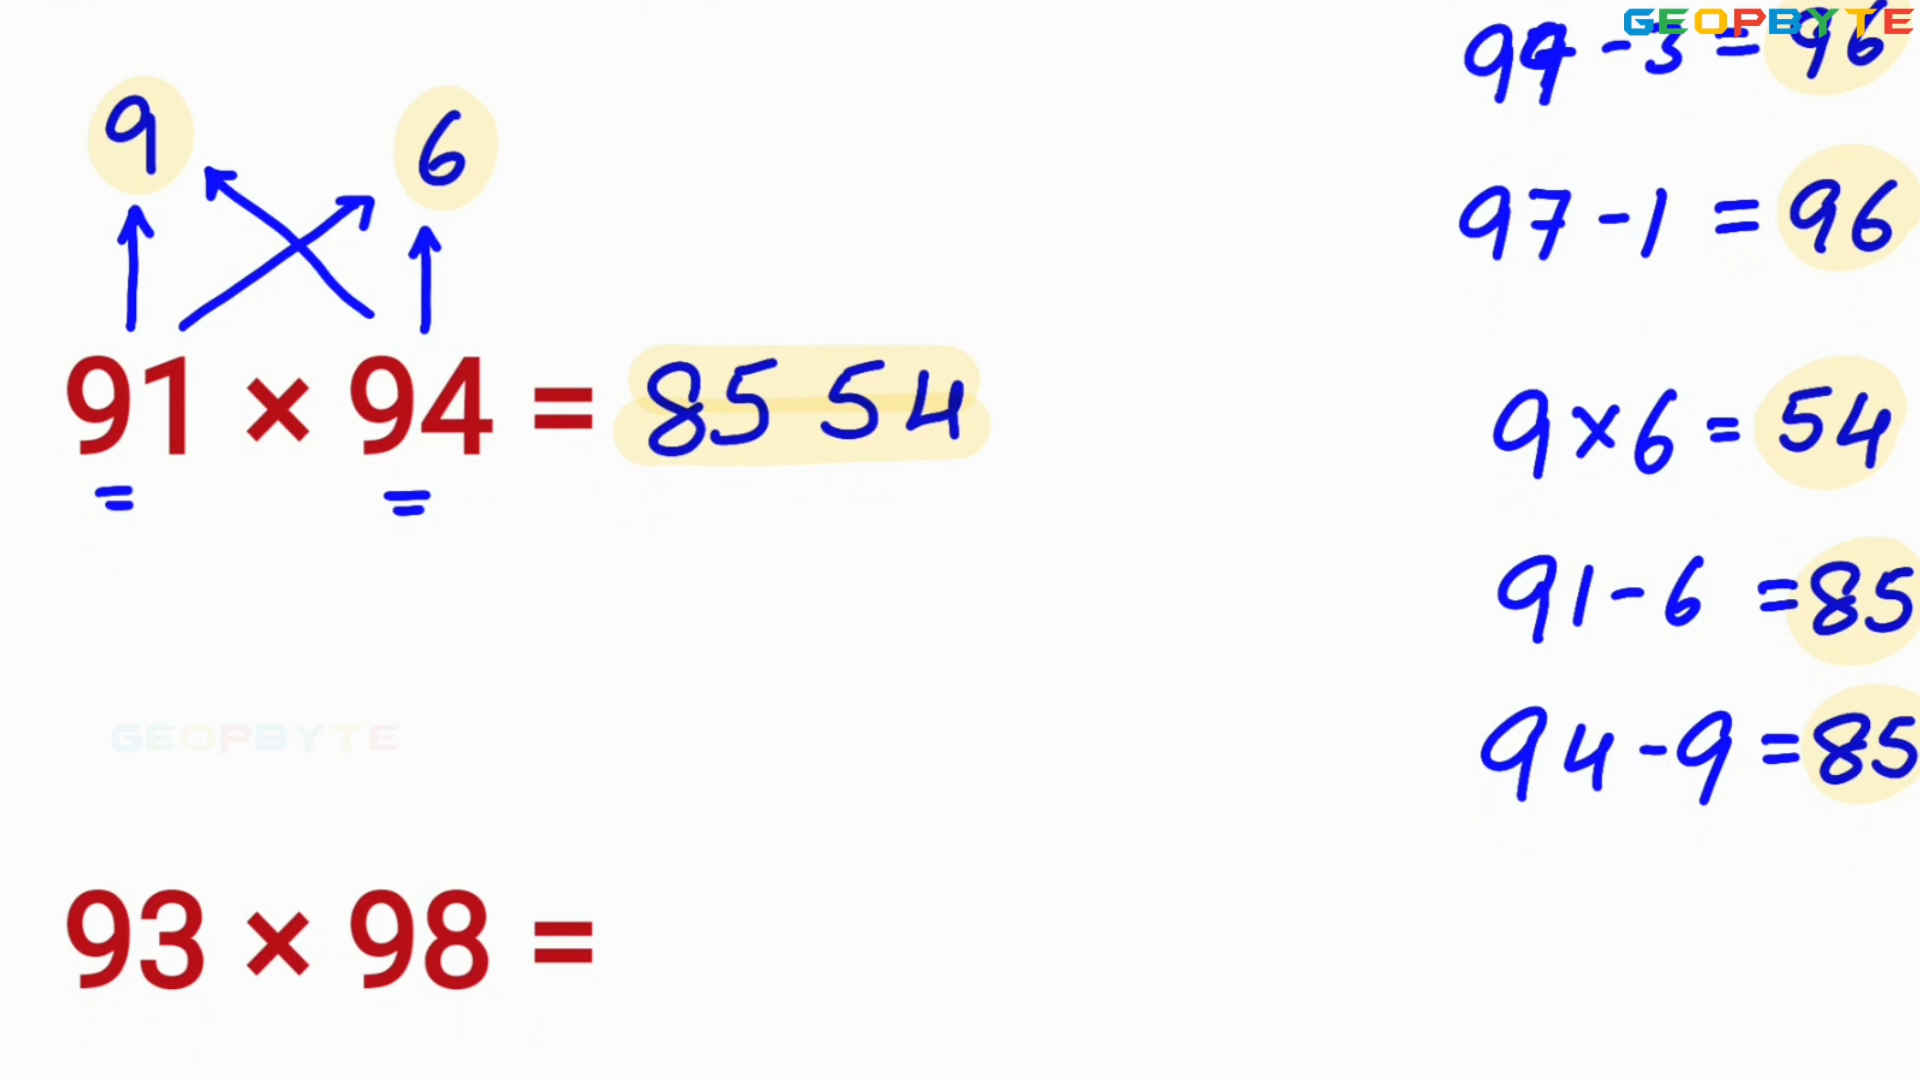 GEOPBYTE
99 - 3 = 96
97 - 1 = 96
9 6
91 × 94 = 85 54
9 × 6 = 54
91 - 6 = 85
94 - 9 = 85
GEOPBYTE
93 × 98 =